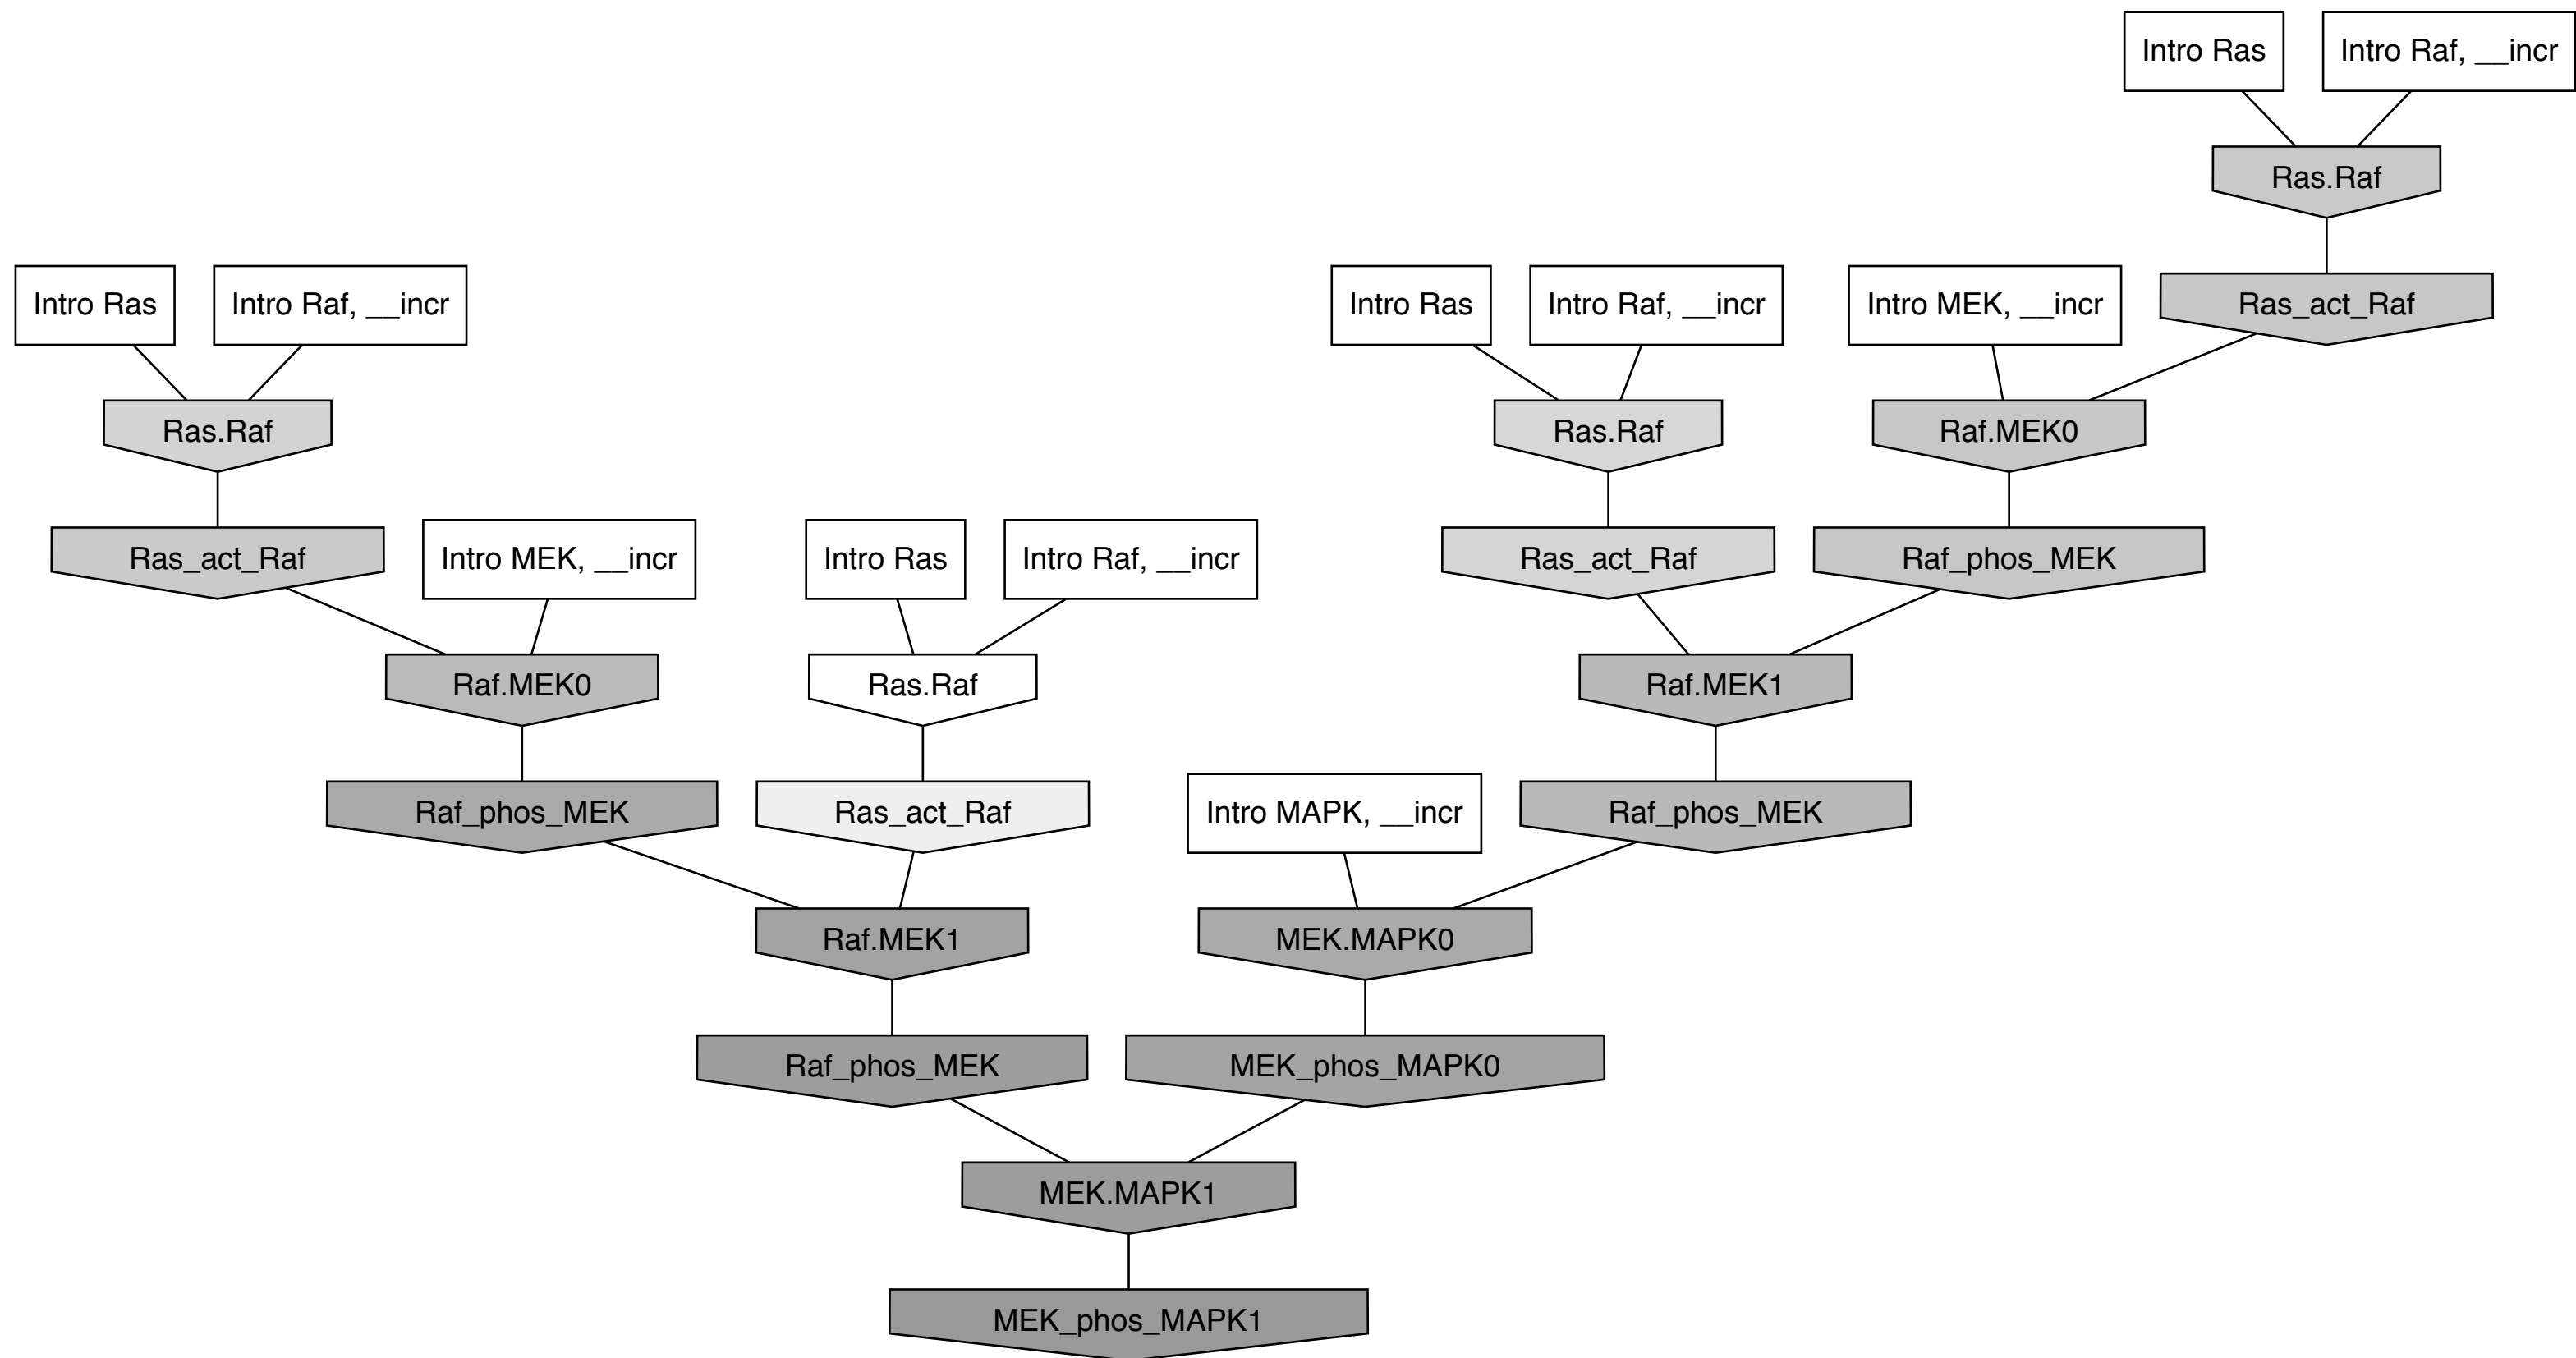 Intro Ras
Intro Raf, __incr
Ras.Raf
Intro Ras
Intro Raf, __incr
Intro Ras
Intro Raf, __incr
Intro MEK, __incr
Ras_act_Raf
Ras.Raf
Ras.Raf
Raf.MEK0
Ras_act_Raf
Intro MEK, __incr
Intro Ras
Intro Raf, __incr
Ras_act_Raf
Raf_phos_MEK
Raf.MEK0
Ras.Raf
Raf.MEK1
Raf_phos_MEK
Ras_act_Raf
Intro MAPK, __incr
Raf_phos_MEK
Raf.MEK1
MEK.MAPK0
Raf_phos_MEK
MEK_phos_MAPK0
MEK.MAPK1
MEK_phos_MAPK1